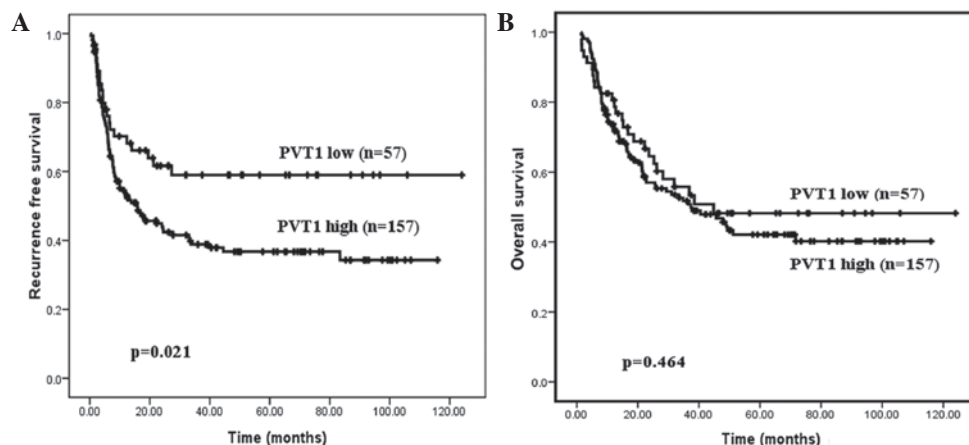 A
Recurrence free survival
1.0
0.8
0.6
0.4
0.2
0.0
PVT1 low (n=57)
PVT1 high (n=157)
p=0.021
0.00 20.00 40.00 60.00 80.00 100.00 120.00
Time (months)
B
Overall survival
1.0
0.8
0.6
0.4
0.2
0.0
PVT1 low (n=57)
PVT1 high (n=157)
p=0.464
0.00 20.00 40.00 60.00 80.00 100.00 120.00
Time (months)